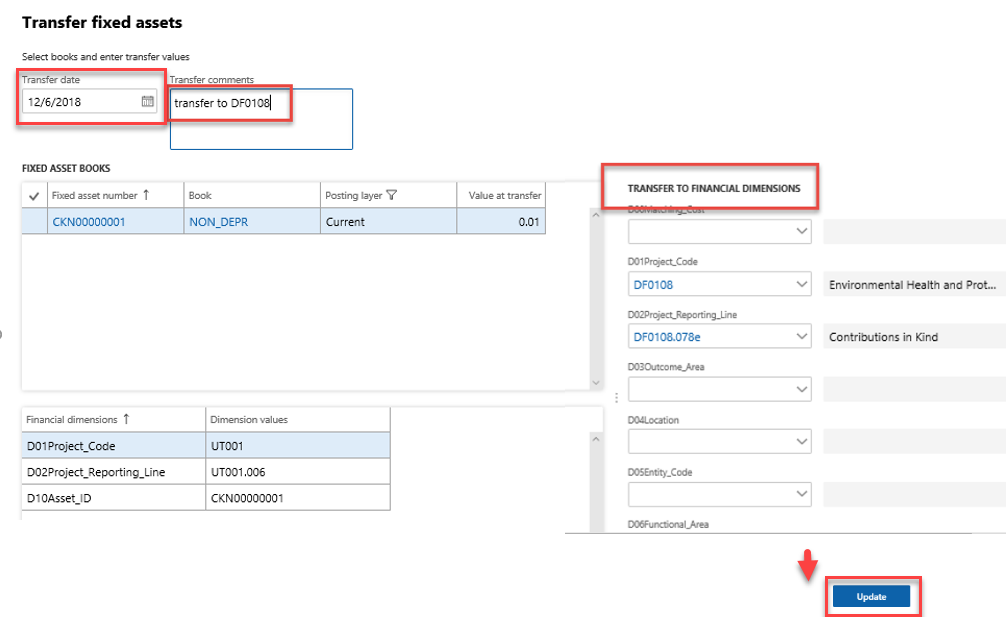 Transfer fixed assets
Select books and enter transfer values
Transfer date
Transfer comments
12/6/2018
transfer to DF0108
FIXED ASSET BOOKS
Fixed asset number
Book
Posting layer
Value at transfer
CKN00000001
NON_DEPR
Current
0.01
Financial dimensions
Dimension values
D01Project_Code
UT001
D02Project_Reporting_Line
UT001.006
D10Asset_ID
CKN00000001
TRANSFER TO FINANCIAL DIMENSIONS
D00Matching_Cost
D01Project_Code
DF0108
Environmental Health and Prot...
D02Project_Reporting_Line
DF0108.078e
Contributions in Kind
D03Outcome_Area
D04Location
D05Entity_Code
D06Functional_Area
Update